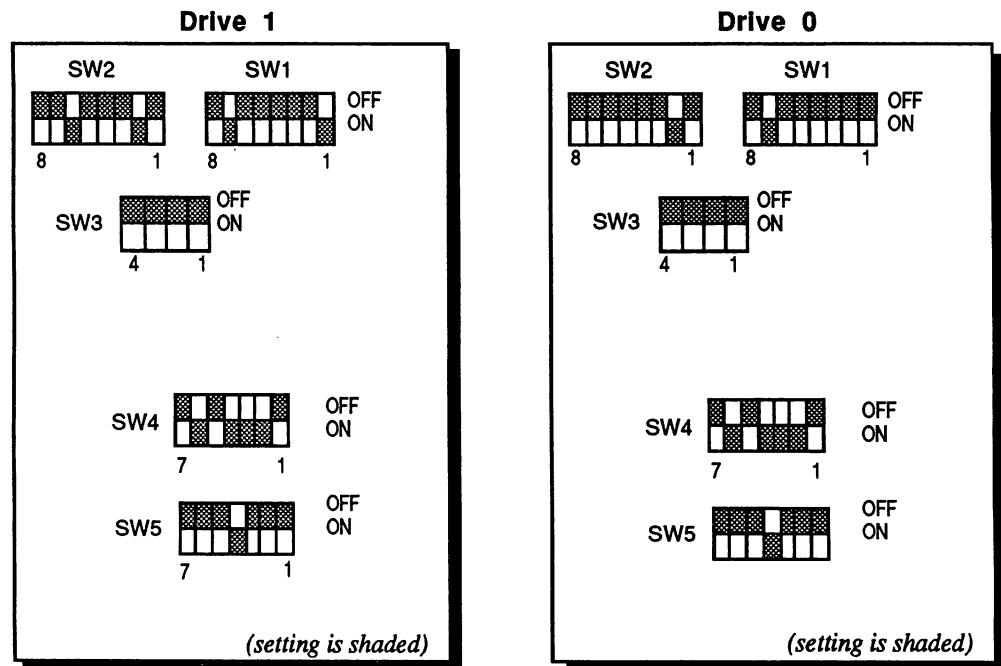 Drive 1
SW2 SW1
OFF
ON
8 1 8 1
SW3
OFF
ON
4 1
SW4
OFF
ON
7 1
SW5
OFF
ON
7 1
(setting is shaded)
Drive 0
SW2 SW1
OFF
ON
8 1 8 1
SW3
OFF
ON
4 1
SW4
OFF
ON
7 1
SW5
OFF
ON
(setting is shaded)